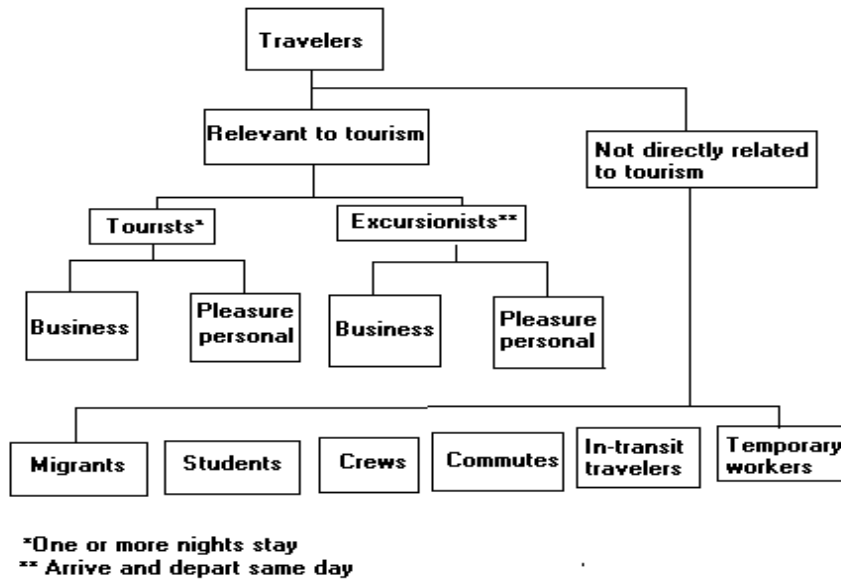 Travelers
Relevant to tourism
Not directly related
to tourism
Tourists*
Excursionists**
Business
Pleasure
personal
Business
Pleasure
personal
Migrants
Students
Crews
Commutes
In-transit
travelers
Temporary
workers
*One or more nights stay
** Arrive and depart same day